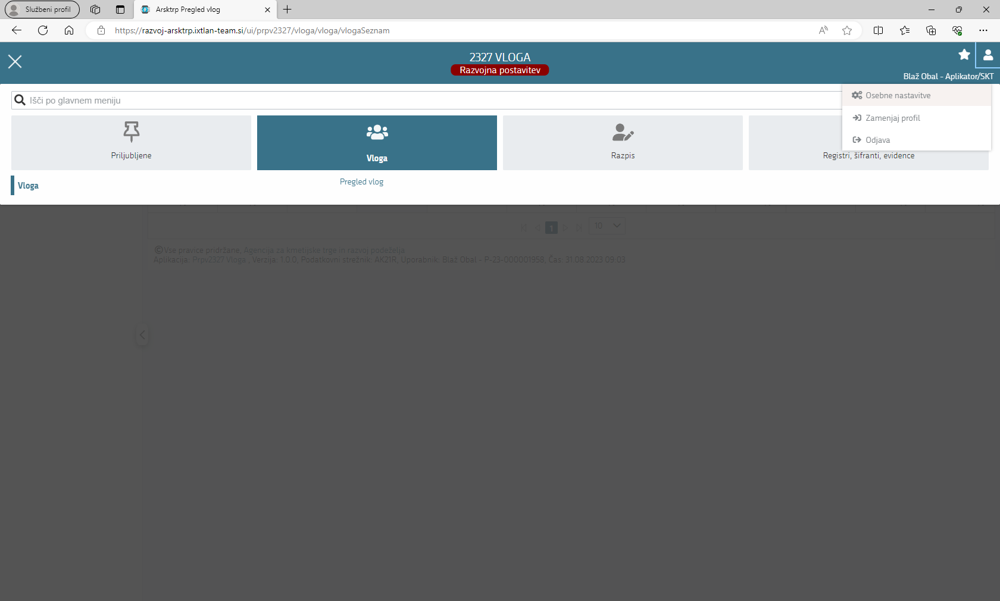 Službeni profil
Arsktrp Pregled vlog
https://razvoj-arsktrp.ixtlan-team.si/ui/prpv2327/vloga/vloga/vlogaSeznam
2327 VLOGA
Razvojna postavitev
Blaž Obal - Aplikator/SKT
Išči po glavnem meniju
Osebne nastavitve
Zamenjaj profil
Odjava
Priljubljene
Vloga
Razpis
Registri, šifranti, evidence
Vloga
Pregled vlog
1
10
©Vse pravice pridržane, Agencija za kmetijske trge in razvoj podeželja
Aplikacija: Prpv2327 Vloga , Verzija: 1.0.0, Podatkovni strežnik: AK21R, Uporabnik: Blaž Obal - P-23-000001958, Čas: 31.08.2023 09:03